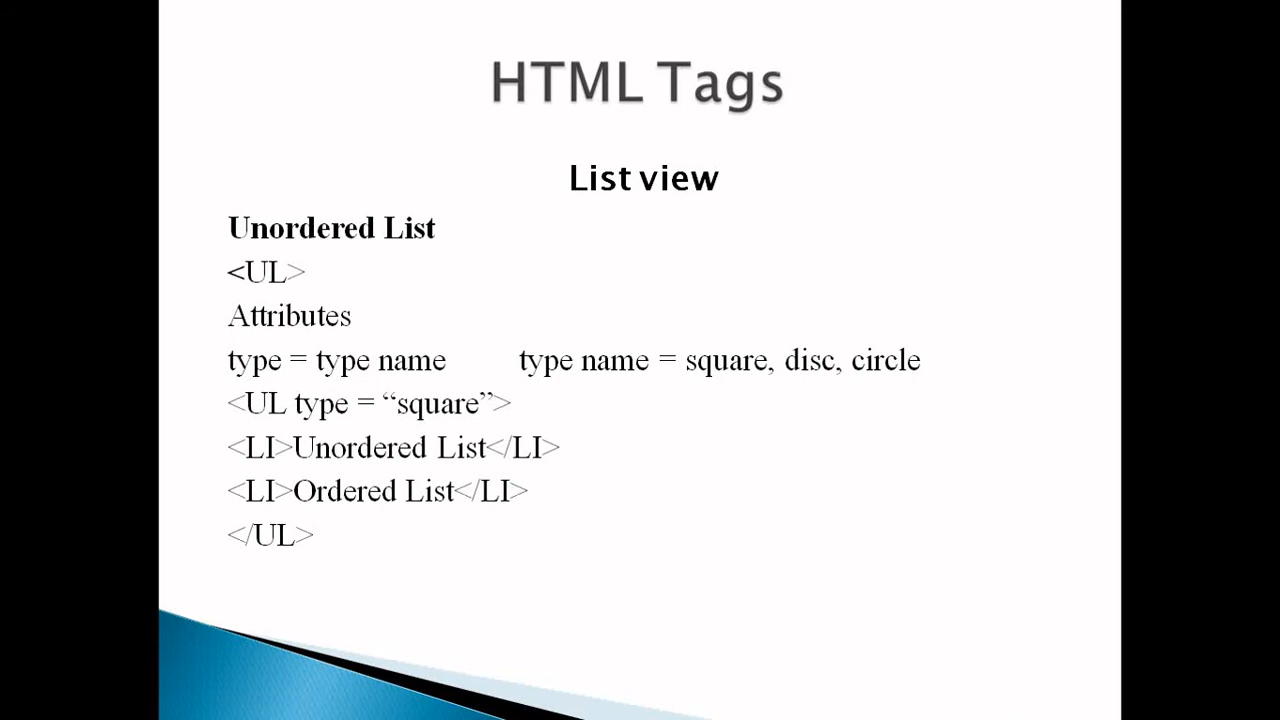 HTML Tags
List view
Unordered List
<UL>
Attributes
type = type name type name = square, disc, circle
<UL type = “square”>
<LI>Unordered List</LI>
<LI>Ordered List</LI>
</UL>